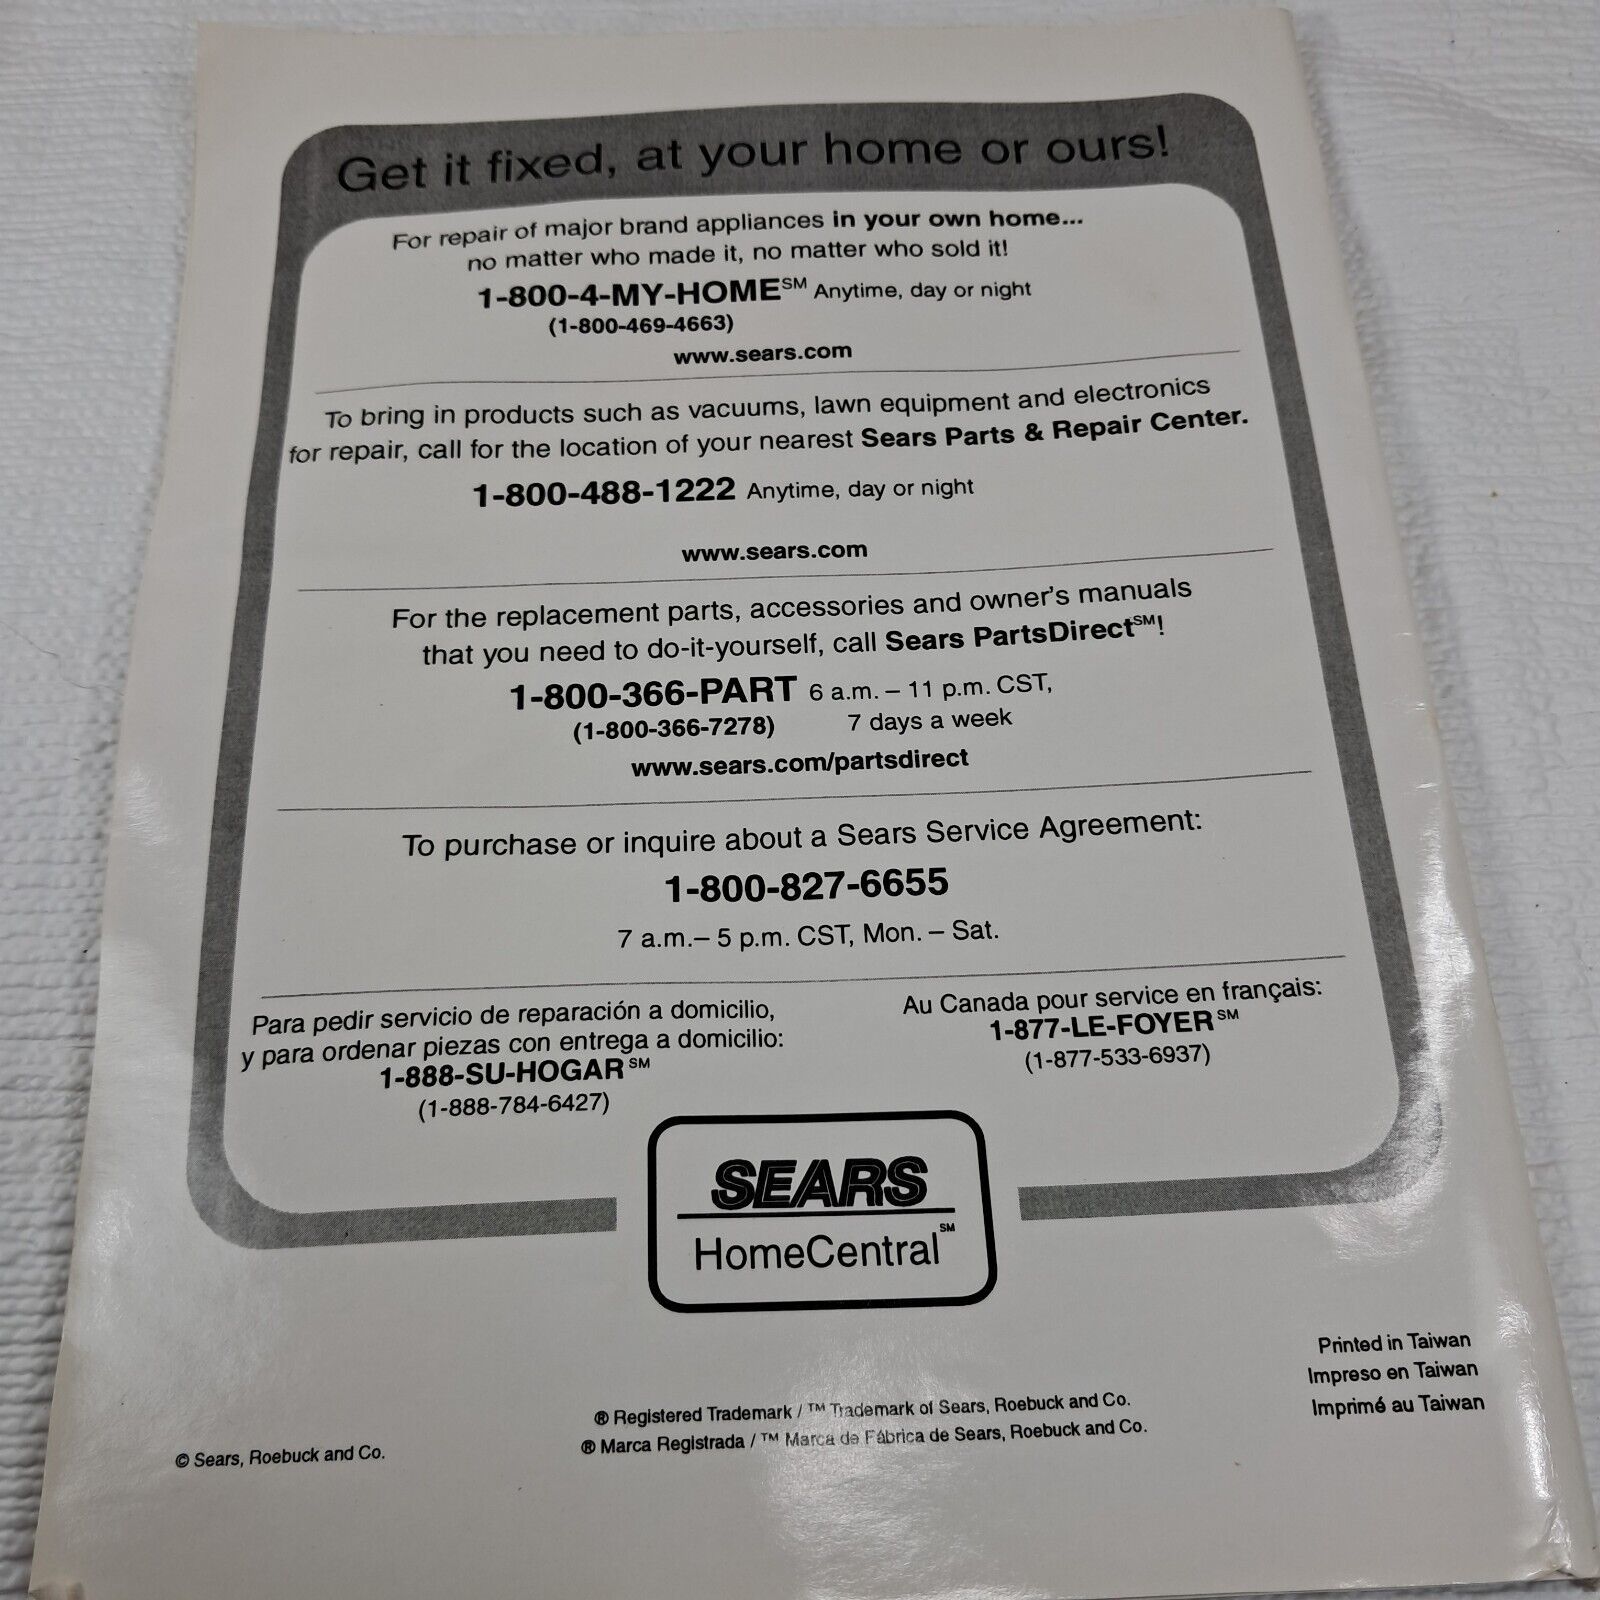 Get it fixed, at your home or ours!
For repair of major brand appliances in your own home...
no matter who made it, no matter who sold it!
1-800-4-MY-HOME℠ Anytime, day or night
(1-800-469-4663)
www.sears.com
To bring in products such as vacuums, lawn equipment and electronics
for repair, call for the location of your nearest Sears Parts & Repair Center.
1-800-488-1222 Anytime, day or night
www.sears.com
For the replacement parts, accessories and owner's manuals
that you need to do-it-yourself, call Sears PartsDirect℠!
1-800-366-PART 6 a.m. – 11 p.m. CST,
(1-800-366-7278) 7 days a week
www.sears.com/partsdirect
To purchase or inquire about a Sears Service Agreement:
1-800-827-6655
7 a.m.– 5 p.m. CST, Mon. – Sat.
Para pedir servicio de reparación a domicilio,
y para ordenar piezas con entrega a domicilio:
1-888-SU-HOGAR℠
(1-888-784-6427)
Au Canada pour service en français:
1-877-LE-FOYER℠
(1-877-533-6937)
SEARS
HomeCentral℠
Printed in Taiwan
Impreso en Taiwan
Imprimé au Taiwan
® Registered Trademark / ™ Trademark of Sears, Roebuck and Co.
® Marca Registrada / ™ Marca de Fábrica de Sears, Roebuck and Co.
© Sears, Roebuck and Co.